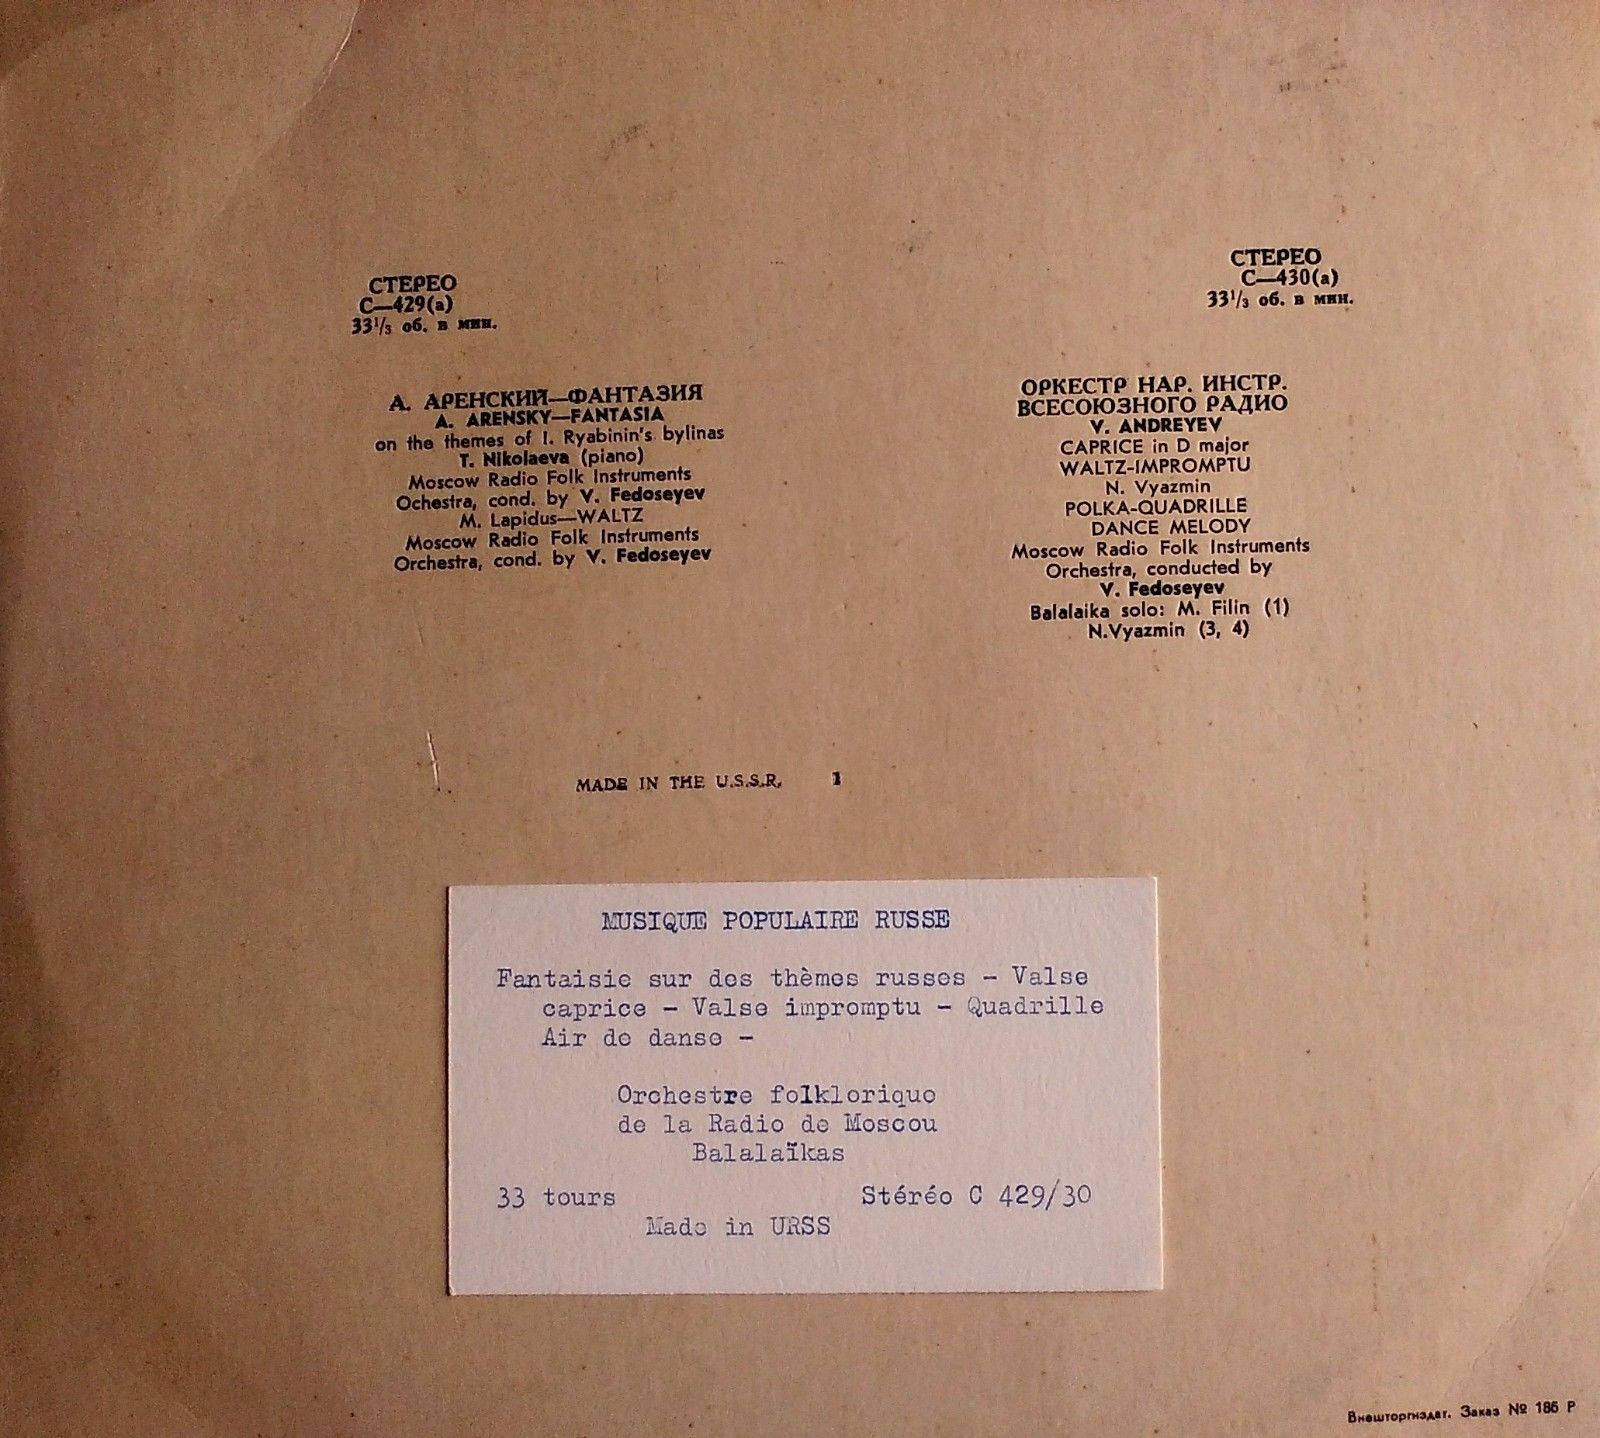 СТЕРЕО
С—429(а)
33¹/₃ об. в мин.
А. АРЕНСКИЙ—ФАНТАЗИЯ
A. ARENSKY—FANTASIA
on the themes of I. Ryabinin's bylinas
T. Nikolaeva (piano)
Moscow Radio Folk Instruments
Ochestra, cond. by V. Fedoseyev
M. Lapidus—WALTZ
Moscow Radio Folk Instruments
Orchestra, cond. by V. Fedoseyev
СТЕРЕО
С—430(а)
33¹/₃ об. в мин.
ОРКЕСТР НАР. ИНСТР.
ВСЕСОЮЗНОГО РАДИО
V. ANDREYEV
CAPRICE in D major
WALTZ-IMPROMPTU
N. Vyazmin
POLKA-QUADRILLE
DANCE MELODY
Moscow Radio Folk Instruments
Orchestra, conducted by
V. Fedoseyev
Balalaika solo: M. Filin (1)
N.Vyazmin (3, 4)
MADE IN THE U.S.S.R. 1
MUSIQUE POPULAIRE RUSSE
Fantaisie sur des thèmes russes - Valse
caprice - Valse impromptu - Quadrille
Air de danse -
Orchestre folklorique
de la Radio de Moscou
Balalaïkas
33 tours Stéréo C 429/30
Made in URSS
Внешторгиздат. Заказ № 186 Р